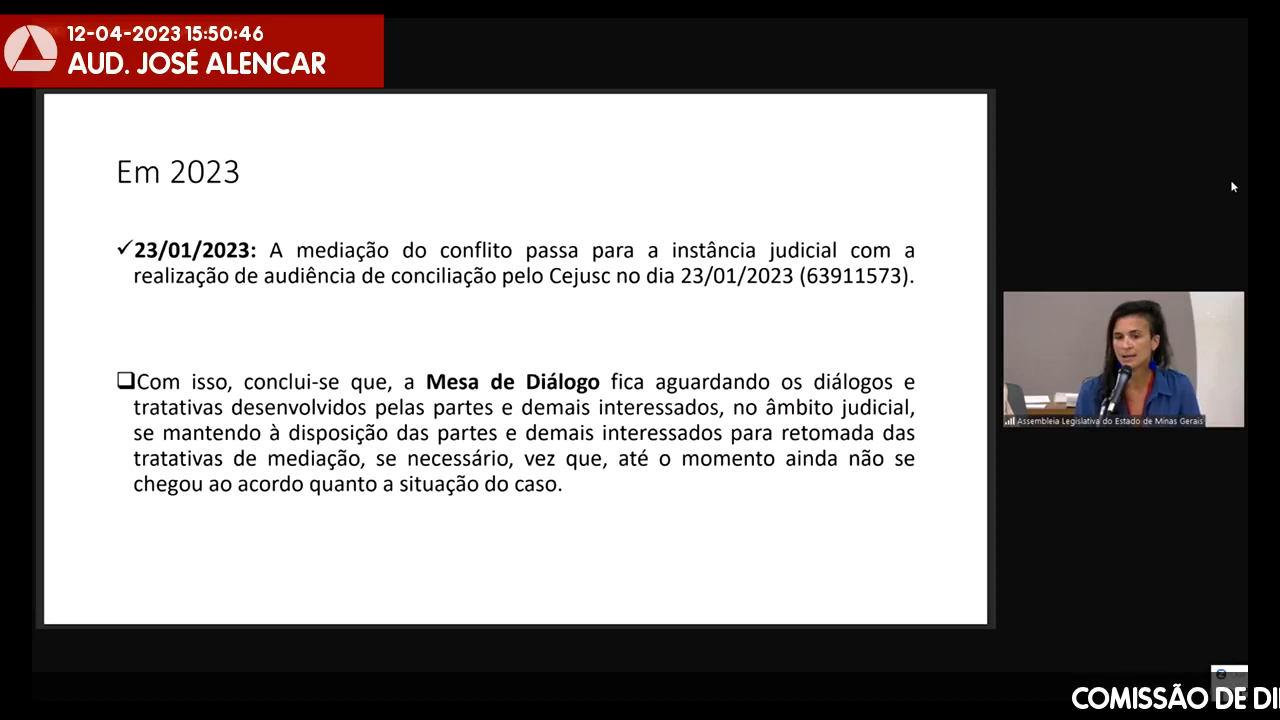 12-04-2023 15:50:46
AUD. JOSÉ ALENCAR
Em 2023
✓23/01/2023: A mediação do conflito passa para a instância judicial com a
realização de audiência de conciliação pelo Cejusc no dia 23/01/2023 (63911573).
❑Com isso, conclui-se que, a Mesa de Diálogo fica aguardando os diálogos e
tratativas desenvolvidos pelas partes e demais interessados, no âmbito judicial,
se mantendo à disposição das partes e demais interessados para retomada das
tratativas de mediação, se necessário, vez que, até o momento ainda não se
chegou ao acordo quanto a situação do caso.
Assembleia Legislativa do Estado de Minas Gerais
COMISSÃO DE DI